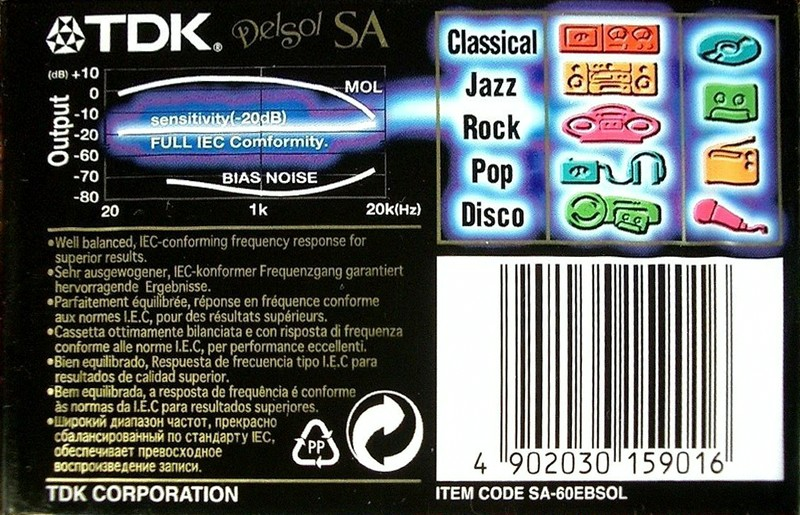 TDK® Delsol SA
(dB) +10
0
-10
-20
-60
-70
-80
Output
MOL
sensitivity(-20dB)
FULL IEC Comformity.
BIAS NOISE
20 1k 20k(Hz)
Classical
Jazz
Rock
Pop
Disco
•Well balanced, IEC-conforming frequency response for
superior results.
•Sehr ausgewogener, IEC-konformer Frequenzgang garantiert
hervorragende Ergebnisse.
•Parfaitement équilibrée, réponse en fréquence conforme
aux normes I.E.C, pour des résultats supérieurs.
•Cassetta ottimamente bilanciata e con risposta di frequenza
conforme alle norme I.E.C, per performance eccellenti.
•Bien equilibrado, Respuesta de frecuencia tipo I.E.C para
resultados de calidad superior.
•Bem equilibrada, a resposta de frequência é conforme
às normas da I.E.C para resultados superiores.
•Широкий диапазон частот, прекрасно
сбалансированный по стандарту IEC,
обеспечивает превосходное
воспроизведение записи.
PP
TDK CORPORATION
4 902030 159016
ITEM CODE SA-60EBSOL